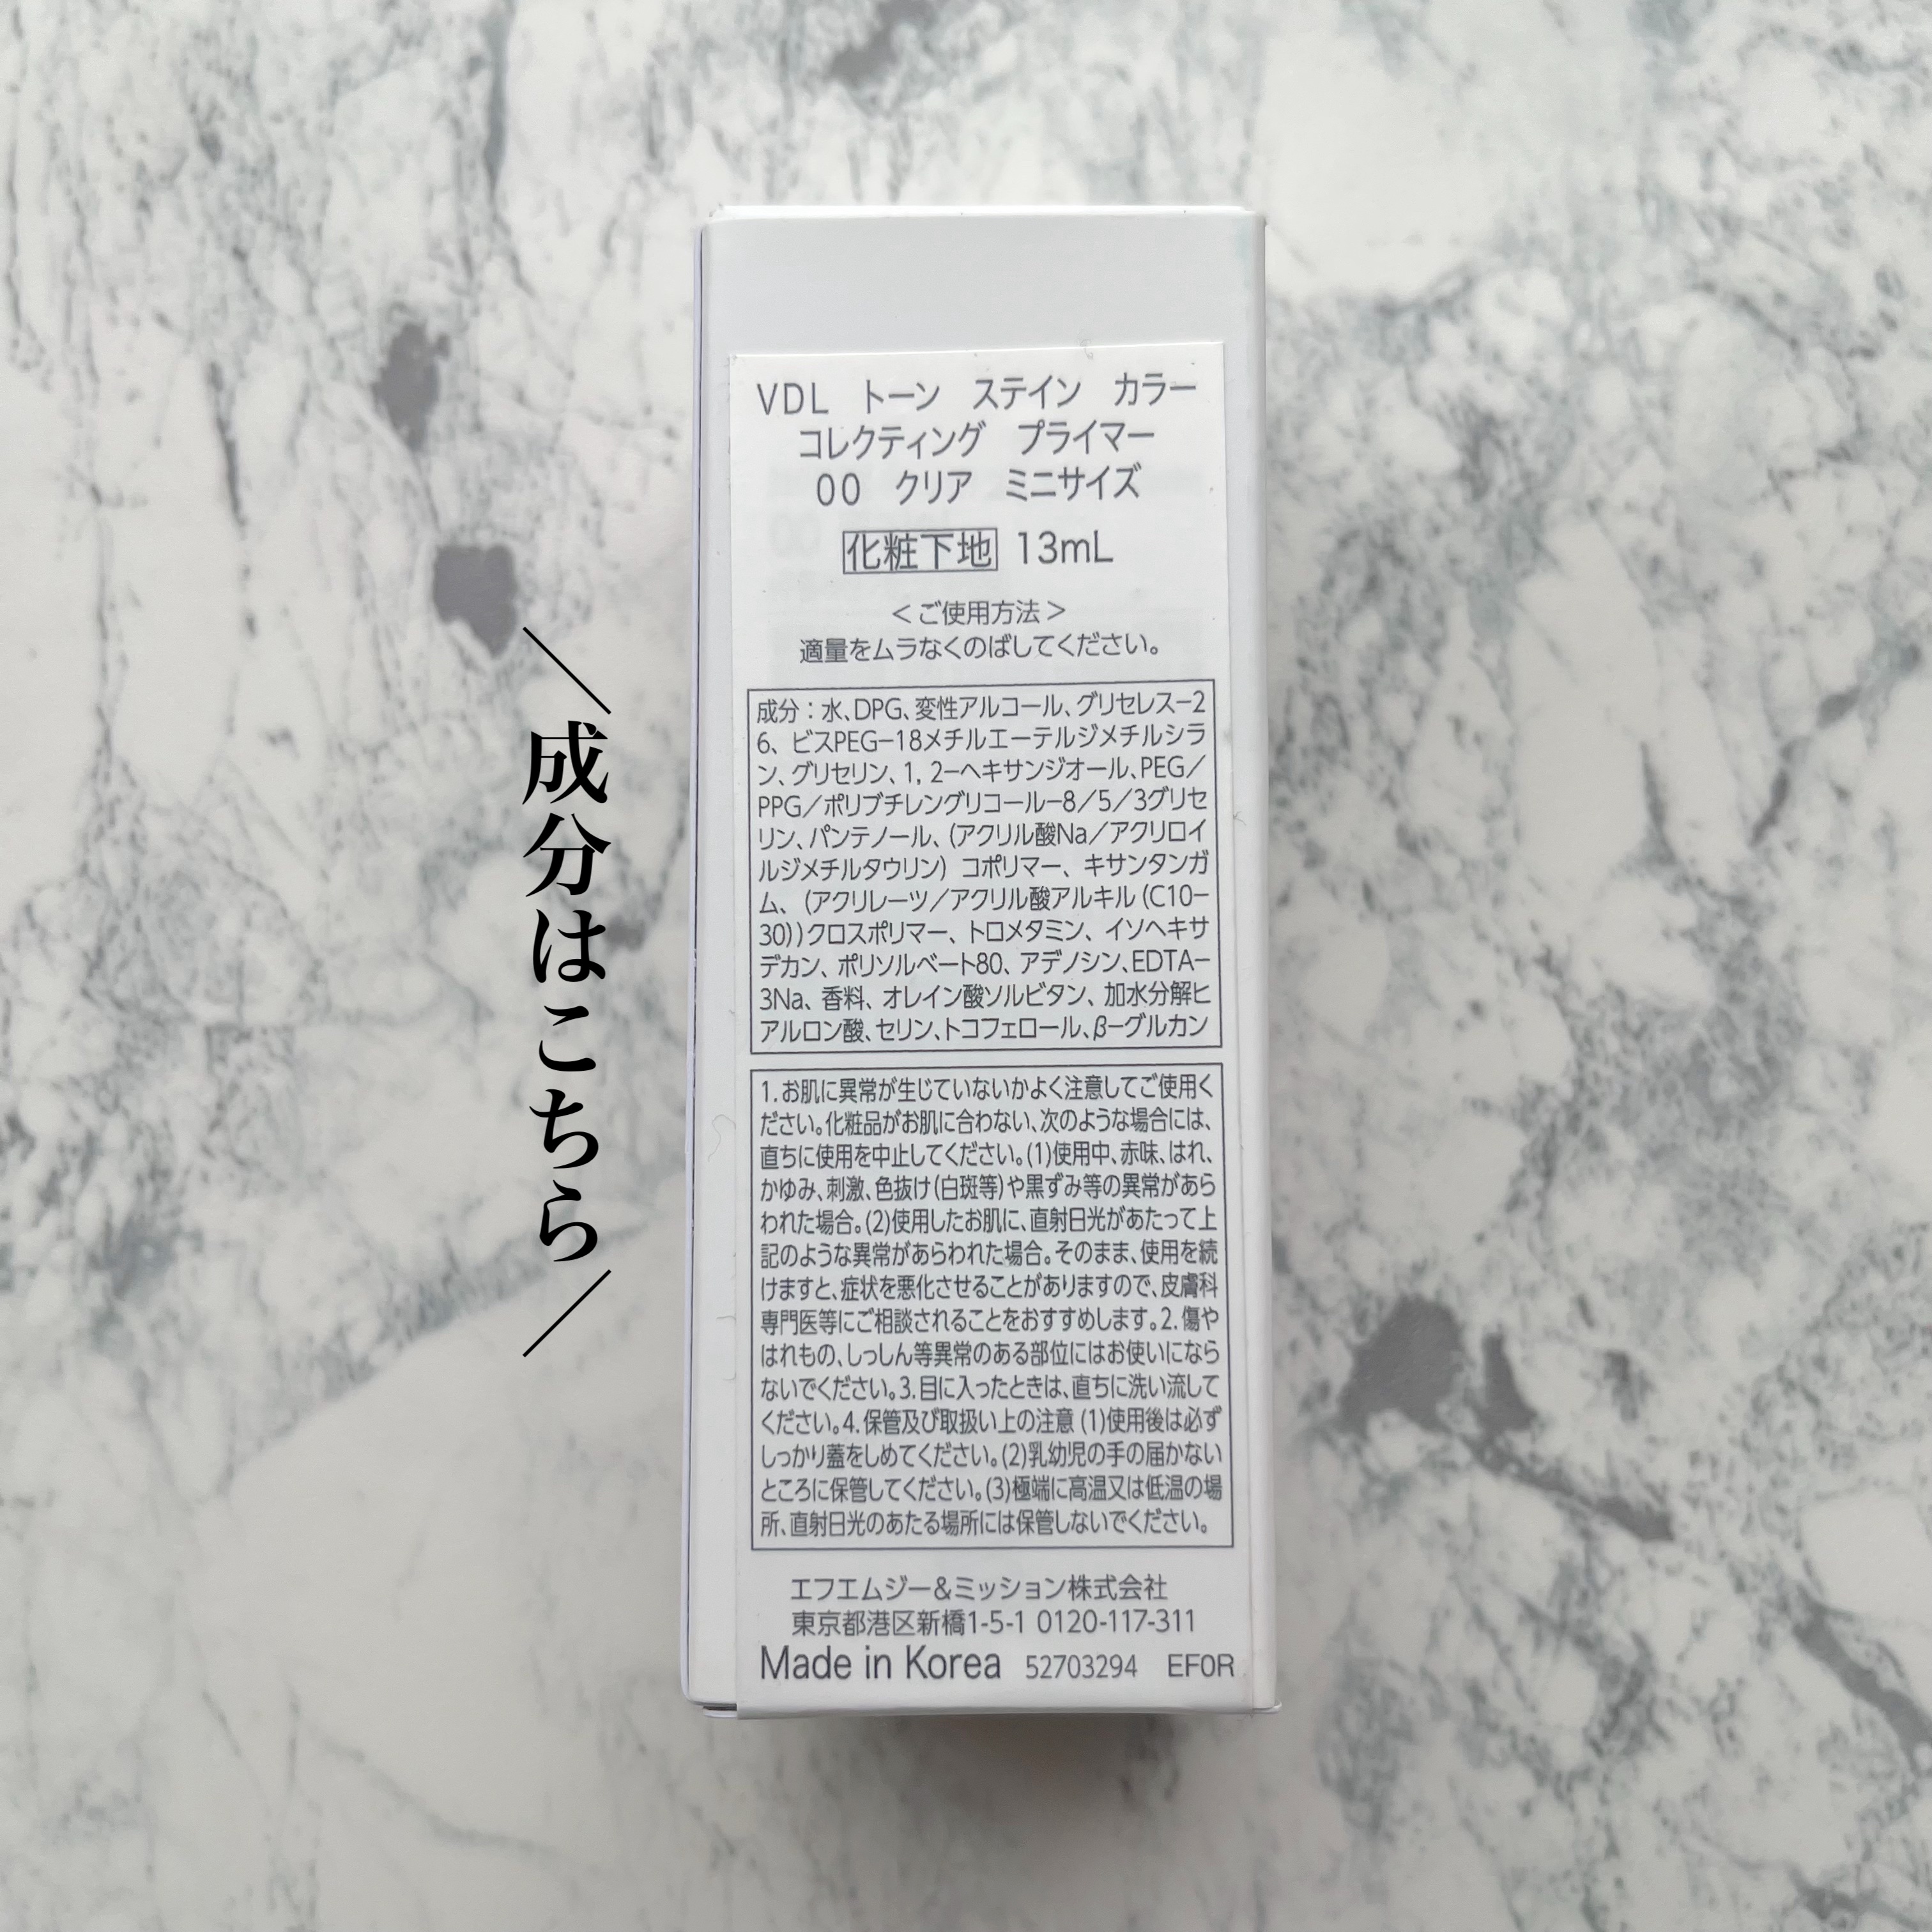 ＼成分はこちら／
VDL トーン ステイン カラー
コレクティング プライマー
00 クリア ミニサイズ
化粧下地 13mL
＜ご使用方法＞
適量をムラなくのばしてください。
成分：水、DPG、変性アルコール、グリセレス−2
6、ビスPEG−18メチルエーテルジメチルシラ
ン、グリセリン、1，2−ヘキサンジオール、PEG／
PPG／ポリブチレングリコール−8／5／3グリセ
リン、パンテノール、（アクリル酸Na／アクリロイ
ルジメチルタウリン）コポリマー、キサンタンガ
ム、（アクリレーツ／アクリル酸アルキル（C10−
30））クロスポリマー、トロメタミン、イソヘキサ
デカン、ポリソルベート80、アデノシン、EDTA−
3Na、香料、オレイン酸ソルビタン、加水分解ヒ
アルロン酸、セリン、トコフェロール、β−グルカン
1.お肌に異常が生じていないかよく注意してご使用く
ださい。化粧品がお肌に合わない、次のような場合には、
直ちに使用を中止してください。(1)使用中、赤味、はれ、
かゆみ、刺激、色抜け(白斑等)や黒ずみ等の異常があら
われた場合。(2)使用したお肌に、直射日光があたって上
記のような異常があらわれた場合。そのまま、使用を続
けますと、症状を悪化させることがありますので、皮膚科
専門医等にご相談されることをおすすめします。2.傷や
はれもの、しっしん等異常のある部位にはお使いになら
ないでください。3.目に入ったときは、直ちに洗い流して
ください。4.保管及び取扱い上の注意 (1)使用後は必ず
しっかり蓋をしめてください。(2)乳幼児の手の届かない
ところに保管してください。(3)極端に高温又は低温の場
所、直射日光のあたる場所には保管しないでください。
エフエムジー&ミッション株式会社
東京都港区新橋1-5-1 0120-117-311
Made in Korea 52703294 EF0R